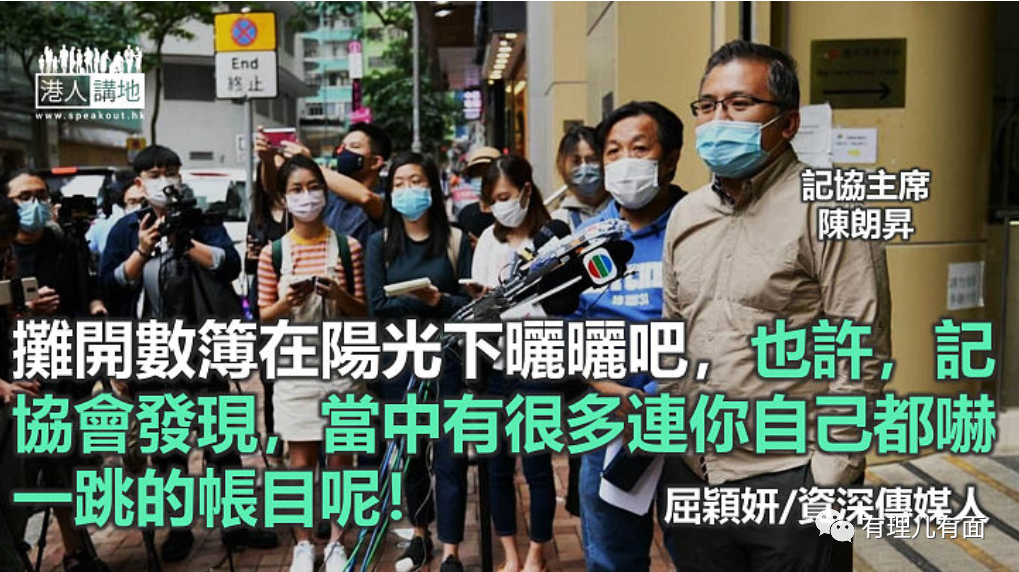 港人講地
www.speakout.hk
End
終止
記協主席
陳朗昇
攤開數簿在陽光下曬曬吧，也許，記
協會發現，當中有很多連你自己都嚇
一跳的帳目呢！
屈穎妍/資深傳媒人
有理儿有面